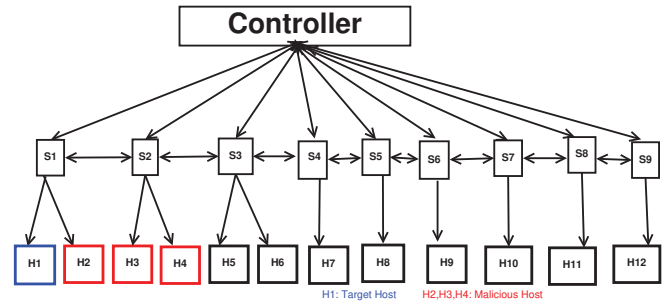 Controller
S1 S2 S3 S4 S5 S6 S7 S8 S9
H1 H2 H3 H4 H5 H6 H7 H8 H9 H10 H11 H12
H1: Target Host H2,H3,H4: Malicious Host